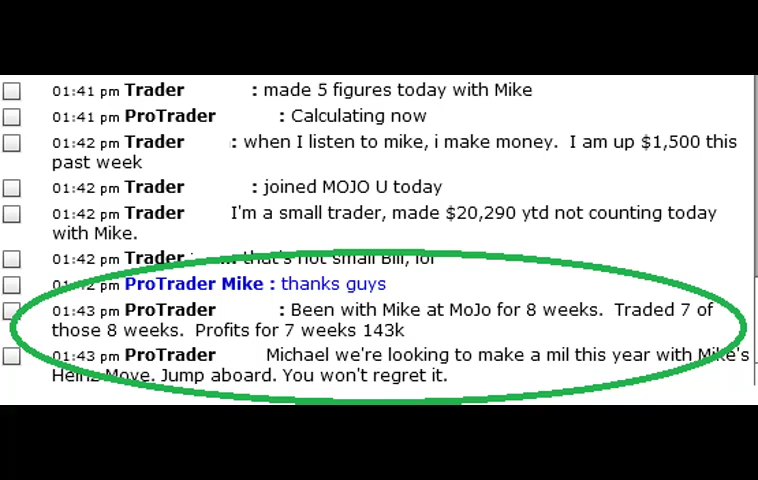 01:41 pm Trader : made 5 figures today with Mike
01:41 pm ProTrader : Calculating now
01:42 pm Trader : when I listen to mike, i make money. I am up $1,500 this
past week
01:42 pm Trader : joined MOJO U today
01:42 pm Trader I'm a small trader, made $20,290 ytd not counting today
with Mike.
01:42 pm Trader : that's not small Bill, lol
01:42 pm ProTrader Mike : thanks guys
01:43 pm ProTrader : Been with Mike at MoJo for 8 weeks. Traded 7 of
those 8 weeks. Profits for 7 weeks 143k
01:43 pm ProTrader Michael we're looking to make a mil this year with Mike's
Heinz Move. Jump aboard. You won't regret it.